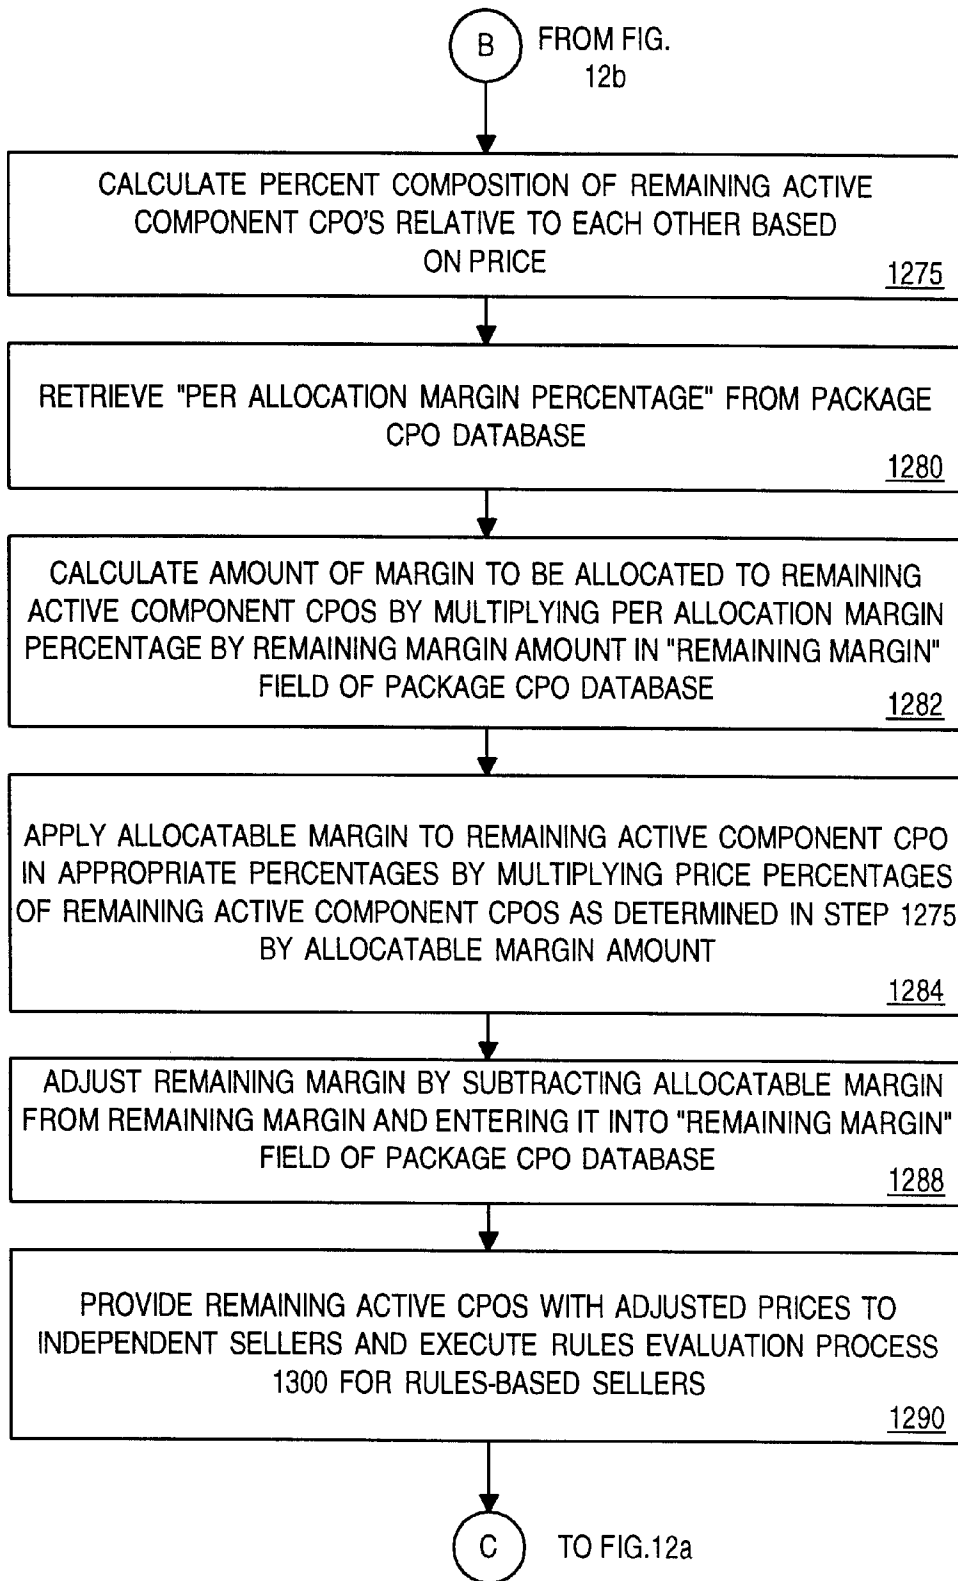 B
FROM FIG.
12b
CALCULATE PERCENT COMPOSITION OF REMAINING ACTIVE
COMPONENT CPO'S RELATIVE TO EACH OTHER BASED
ON PRICE
1275
RETRIEVE "PER ALLOCATION MARGIN PERCENTAGE" FROM PACKAGE
CPO DATABASE
1280
CALCULATE AMOUNT OF MARGIN TO BE ALLOCATED TO REMAINING
ACTIVE COMPONENT CPOS BY MULTIPLYING PER ALLOCATION MARGIN
PERCENTAGE BY REMAINING MARGIN AMOUNT IN "REMAINING MARGIN"
FIELD OF PACKAGE CPO DATABASE
1282
APPLY ALLOCATABLE MARGIN TO REMAINING ACTIVE COMPONENT CPO
IN APPROPRIATE PERCENTAGES BY MULTIPLYING PRICE PERCENTAGES
OF REMAINING ACTIVE COMPONENT CPOS AS DETERMINED IN STEP 1275
BY ALLOCATABLE MARGIN AMOUNT
1284
ADJUST REMAINING MARGIN BY SUBTRACTING ALLOCATABLE MARGIN
FROM REMAINING MARGIN AND ENTERING IT INTO "REMAINING MARGIN"
FIELD OF PACKAGE CPO DATABASE
1288
PROVIDE REMAINING ACTIVE CPOS WITH ADJUSTED PRICES TO
INDEPENDENT SELLERS AND EXECUTE RULES EVALUATION PROCESS
1300 FOR RULES-BASED SELLERS
1290
C
TO FIG.12a